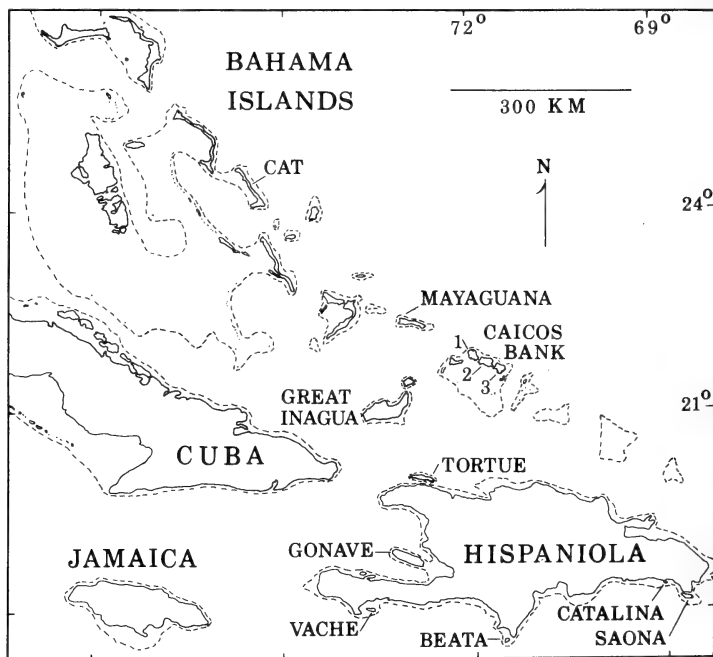 72° 69°
BAHAMA
ISLANDS
300 KM
CAT
N
24°
MAYAGUANA
1 CAICOS
BANK
2
3
GREAT
INAGUA
21°
CUBA
TORTUE
JAMAICA
GONAVE
HISPANIOLA
VACHE
BEATA
CATALINA
SAONA